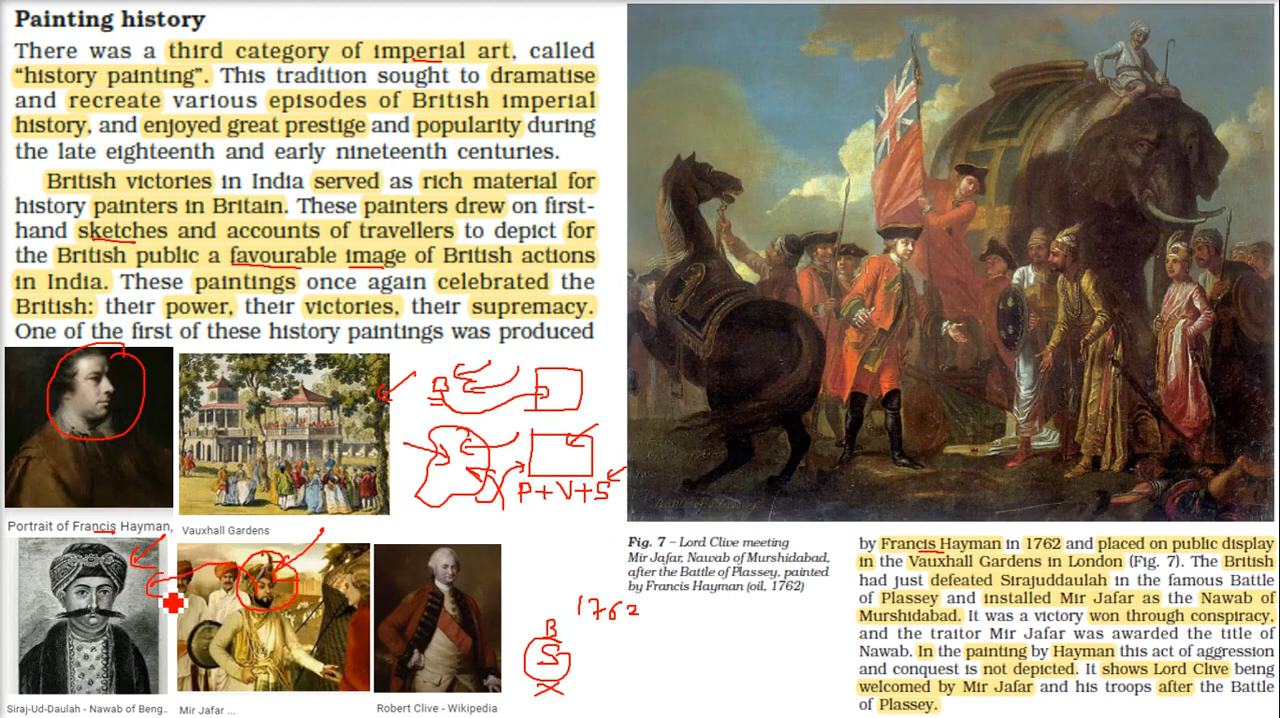 Painting history
There was a third category of imperial art, called
“history painting”. This tradition sought to dramatise
and recreate various episodes of British imperial
history, and enjoyed great prestige and popularity during
the late eighteenth and early nineteenth centuries.
British victories in India served as rich material for
history painters in Britain. These painters drew on first-
hand sketches and accounts of travellers to depict for
the British public a favourable image of British actions
in India. These paintings once again celebrated the
British: their power, their victories, their supremacy.
One of the first of these history paintings was produced
Portrait of Francis Hayman,
Vauxhall Gardens
P+V+S
Siraj-Ud-Daulah - Nawab of Beng..
Mir Jafar ...
Robert Clive - Wikipedia
1762
B
S
Fig. 7 – Lord Clive meeting
Mir Jafar, Nawab of Murshidabad,
after the Battle of Plassey, painted
by Francis Hayman (oil, 1762)
by Francis Hayman in 1762 and placed on public display
in the Vauxhall Gardens in London (Fig. 7). The British
had just defeated Sirajuddaulah in the famous Battle
of Plassey and installed Mir Jafar as the Nawab of
Murshidabad. It was a victory won through conspiracy,
and the traitor Mir Jafar was awarded the title of
Nawab. In the painting by Hayman this act of aggression
and conquest is not depicted. It shows Lord Clive being
welcomed by Mir Jafar and his troops after the Battle
of Plassey.